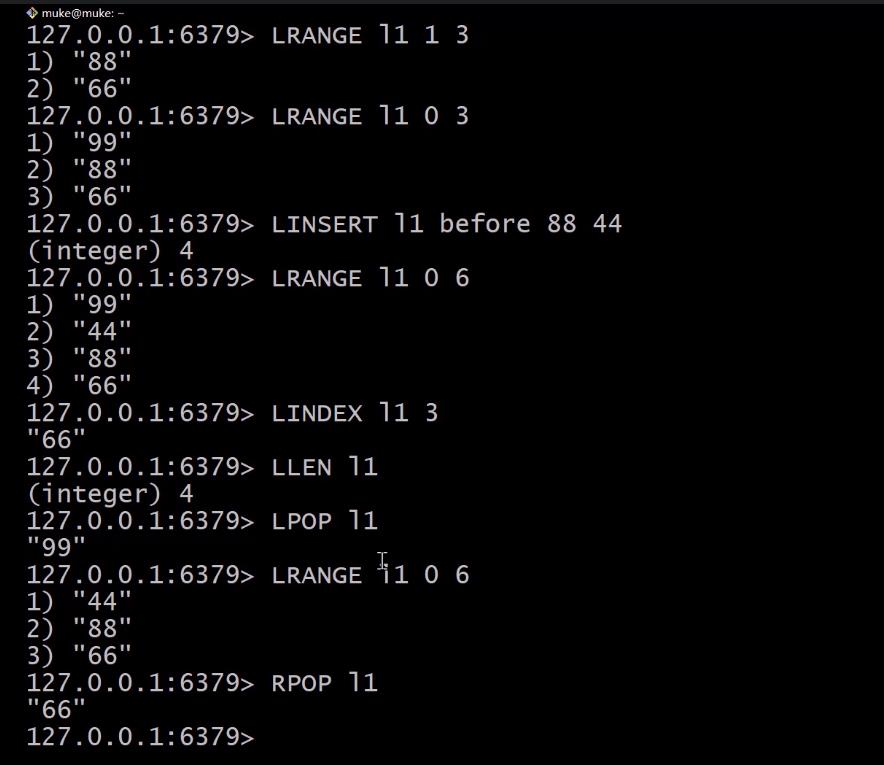 muke@muke: ~
127.0.0.1:6379> LRANGE l1 1 3
1) "88"
2) "66"
127.0.0.1:6379> LRANGE l1 0 3
1) "99"
2) "88"
3) "66"
127.0.0.1:6379> LINSERT l1 before 88 44
(integer) 4
127.0.0.1:6379> LRANGE l1 0 6
1) "99"
2) "44"
3) "88"
4) "66"
127.0.0.1:6379> LINDEX l1 3
"66"
127.0.0.1:6379> LLEN l1
(integer) 4
127.0.0.1:6379> LPOP l1
"99"
127.0.0.1:6379> LRANGE l1 0 6
1) "44"
2) "88"
3) "66"
127.0.0.1:6379> RPOP l1
"66"
127.0.0.1:6379>